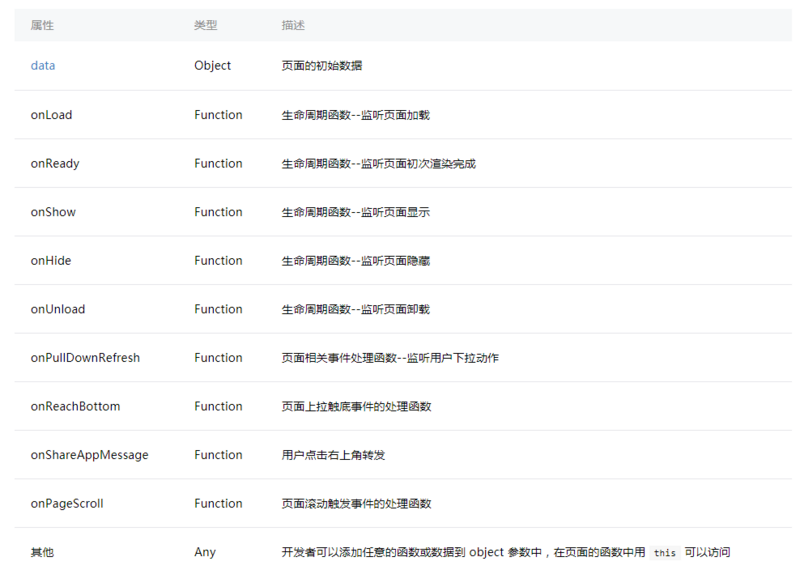 属性 类型 描述
data Object 页面的初始数据
onLoad Function 生命周期函数--监听页面加载
onReady Function 生命周期函数--监听页面初次渲染完成
onShow Function 生命周期函数--监听页面显示
onHide Function 生命周期函数--监听页面隐藏
onUnload Function 生命周期函数--监听页面卸载
onPullDownRefresh Function 页面相关事件处理函数--监听用户下拉动作
onReachBottom Function 页面上拉触底事件的处理函数
onShareAppMessage Function 用户点击右上角转发
onPageScroll Function 页面滚动触发事件的处理函数
其他 Any 开发者可以添加任意的函数或数据到 object 参数中，在页面的函数中用 this 可以访问